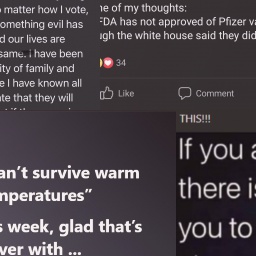 o matter how I vote,
something evil has
d our lives are
same. I have been
ity of family and
e I have known all
te that they will
ne of my thoughts:
FDA has not approved of Pfizer va
ugh the white house said they did
34
Like
Comment
THIS!!!
If you a
there is
you to
an't survive warm
mperatures”
s week, glad that's
ver with ...